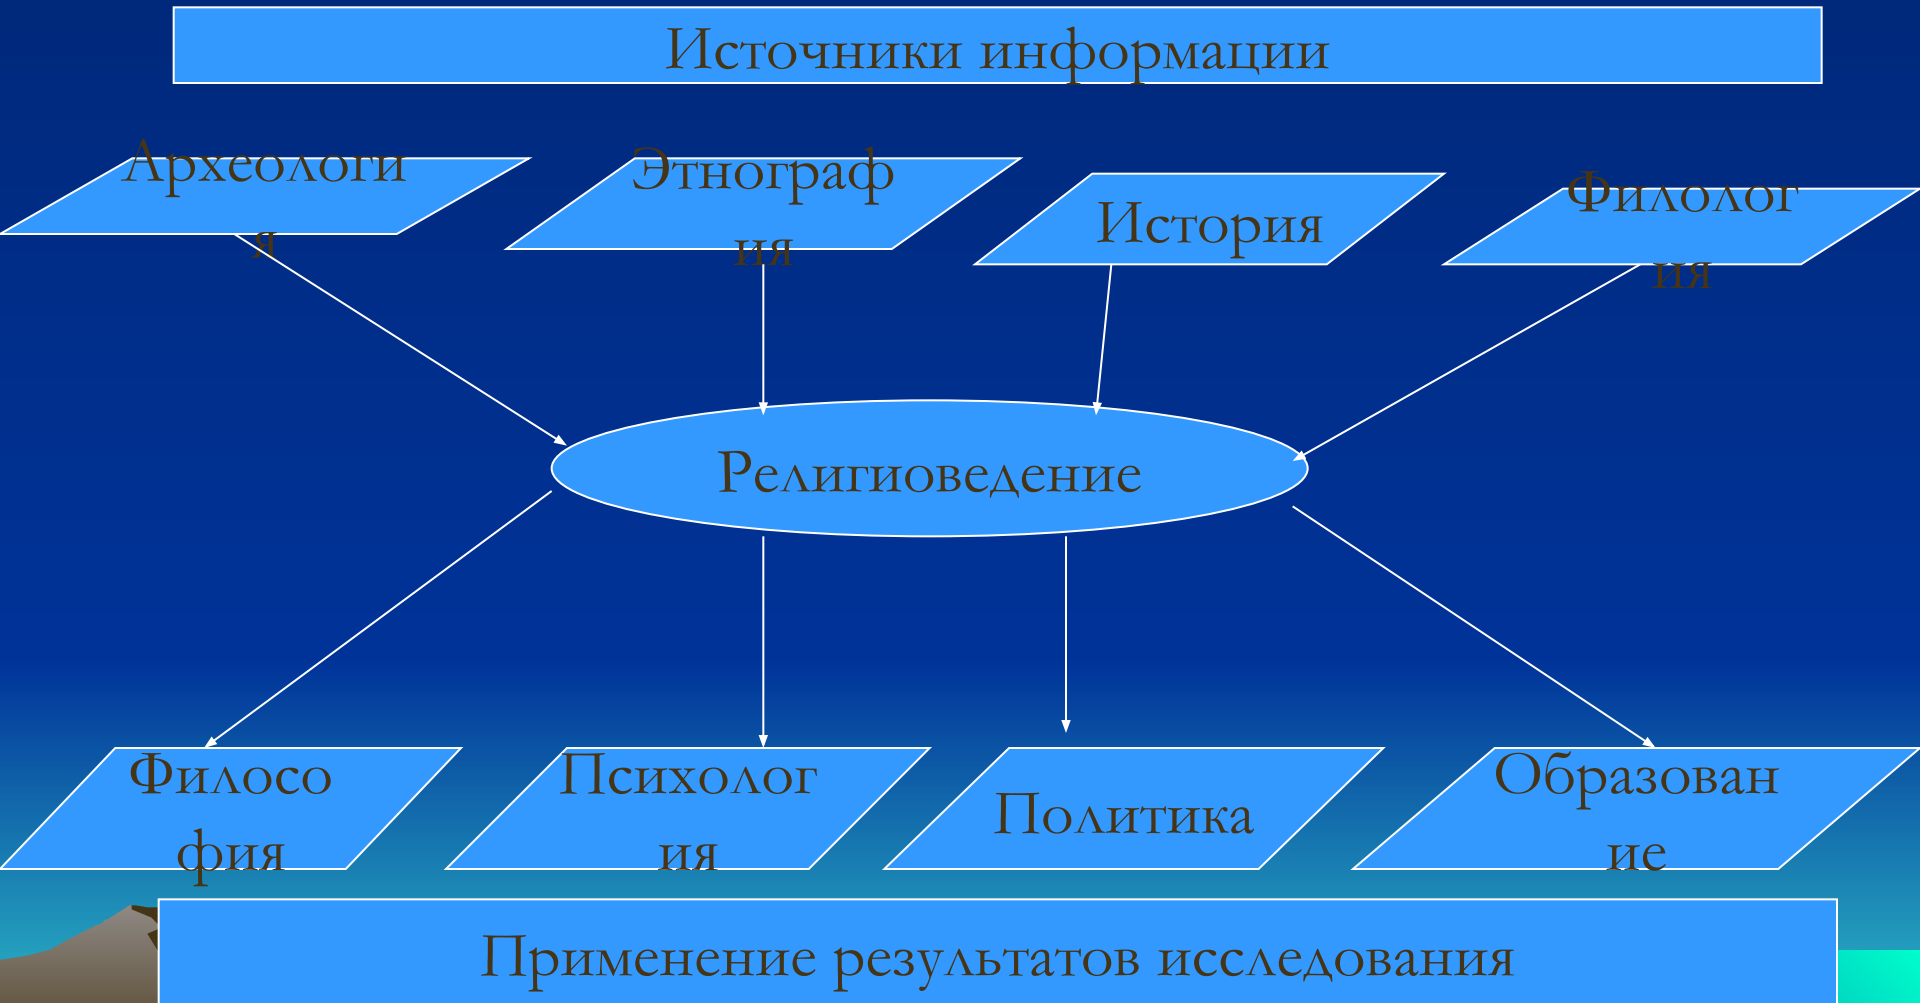 Источники информации
Археологи
я
Этнограф
ия
История
Филолог
ия
Религиоведение
Филосо
фия
Психолог
ия
Политика
Образован
ие
Применение результатов исследования